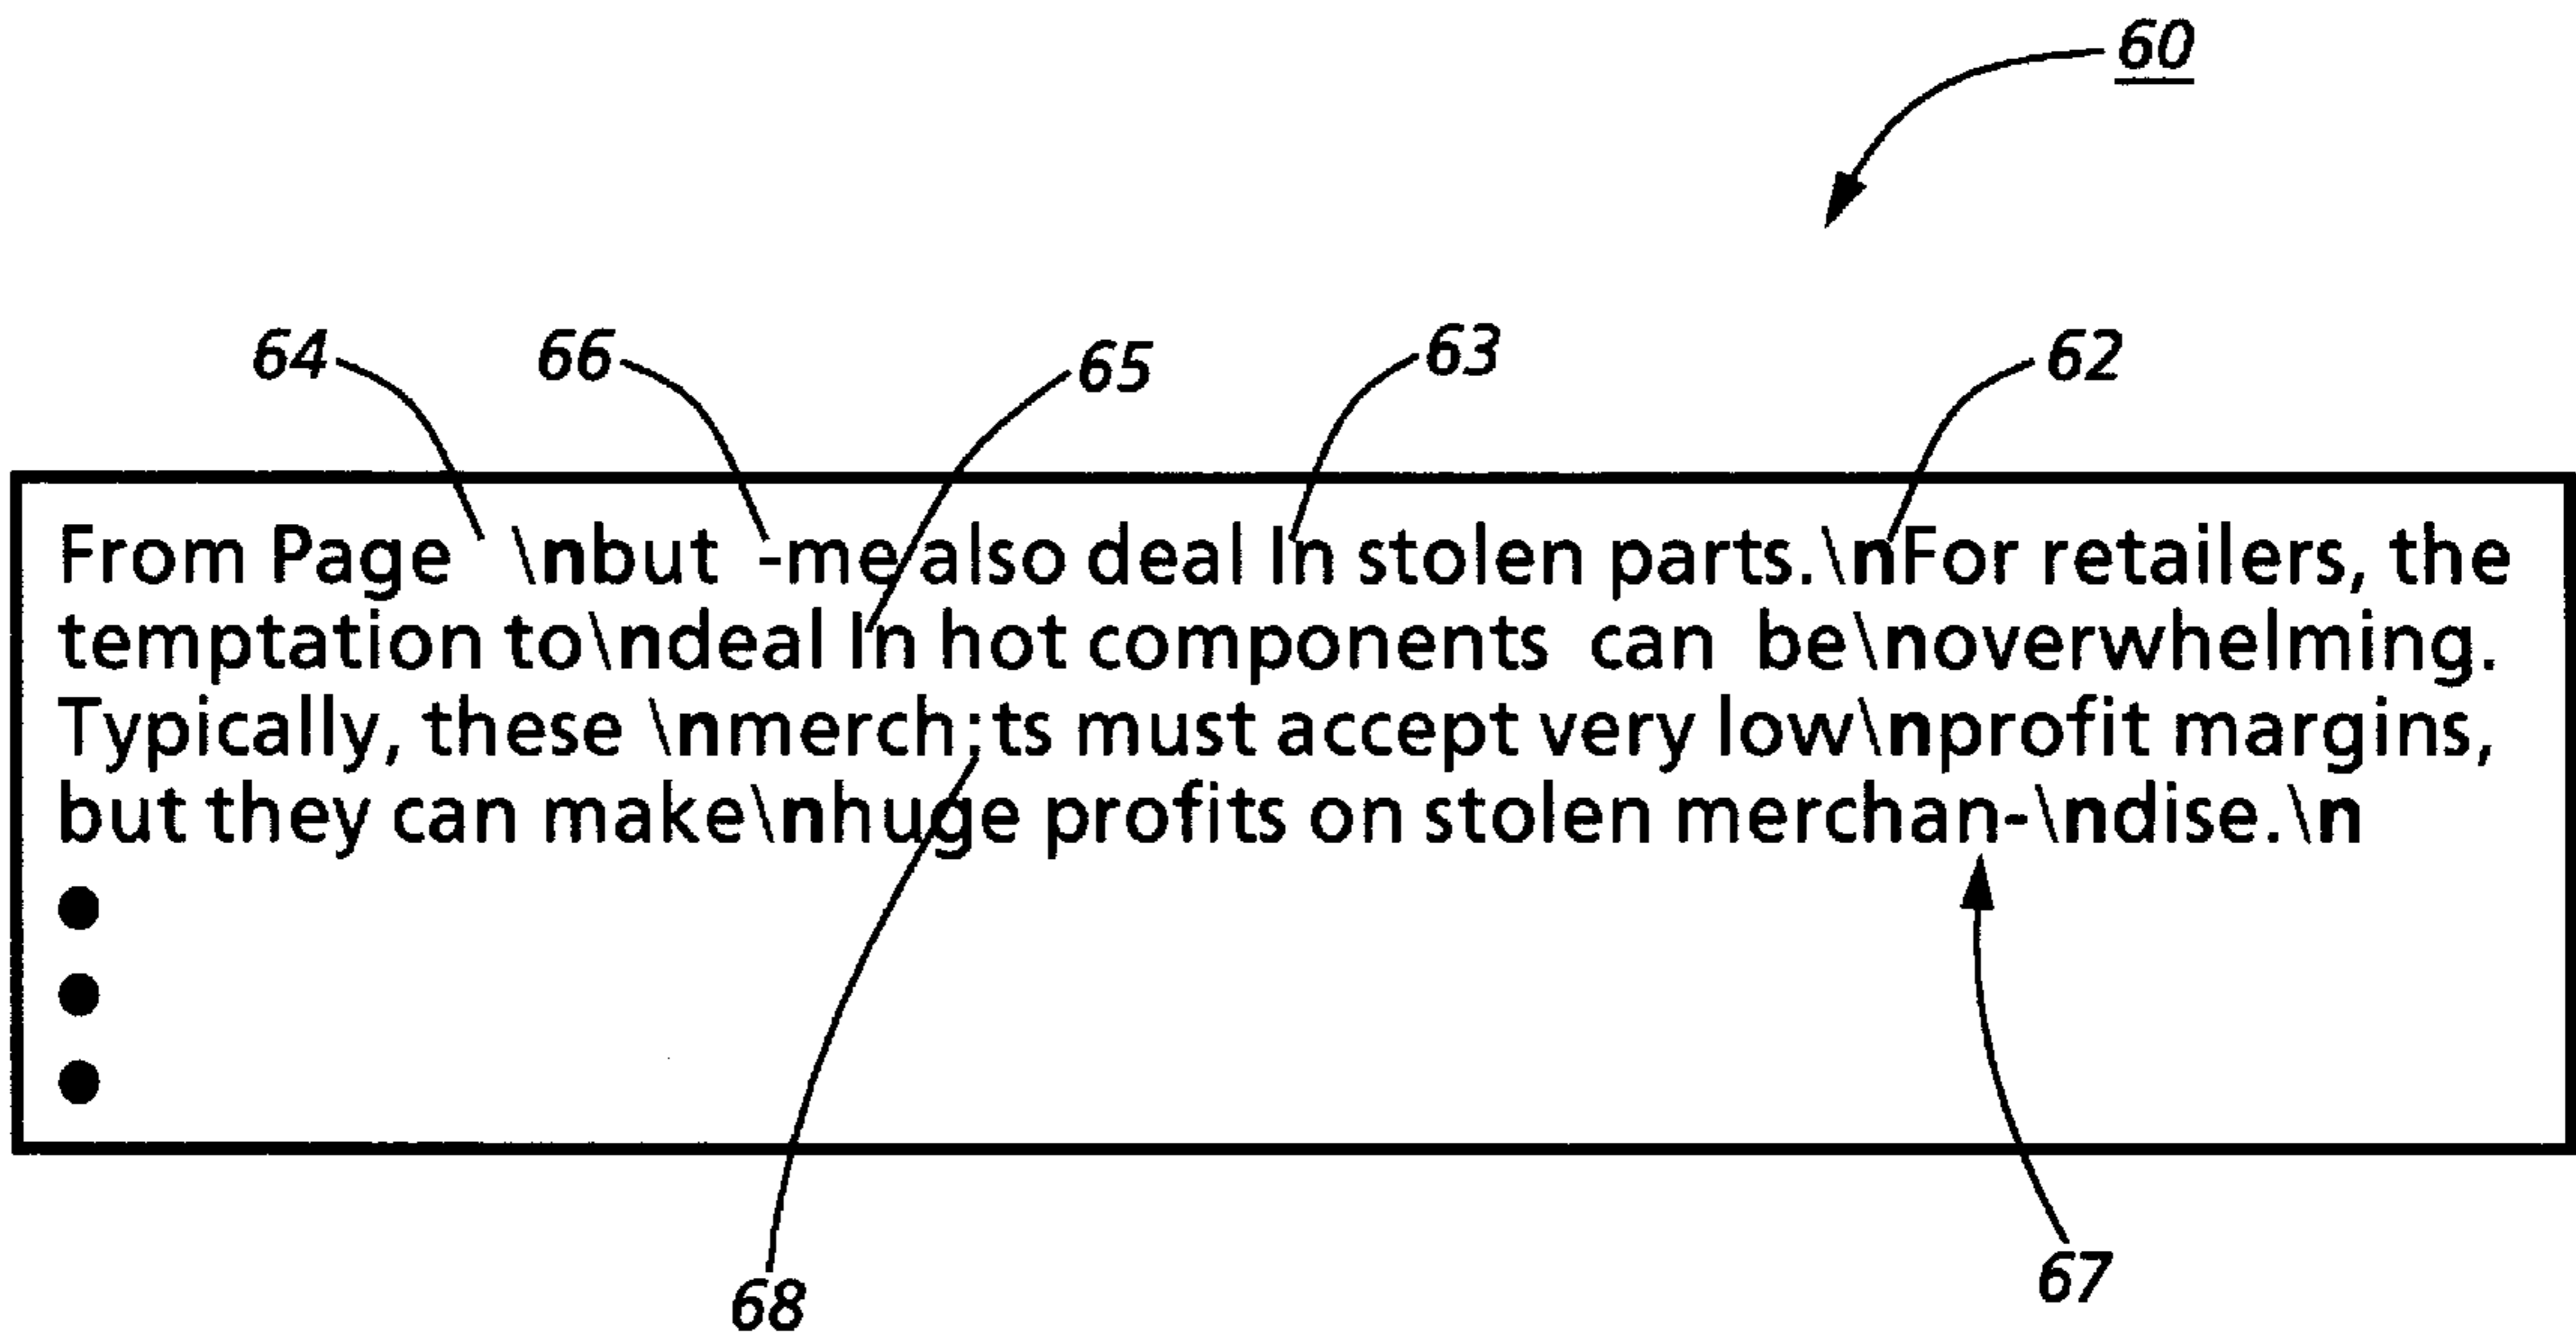 60
64 66 65 63 62
From Page \nbut -me also deal In stolen parts.\nFor retailers, the
temptation to\ndeal In hot components can be\noverwhelming.
Typically, these \nmerch;ts must accept very low\nprofit margins,
but they can make\nhuge profits on stolen merchan-\ndise.\n
68 67